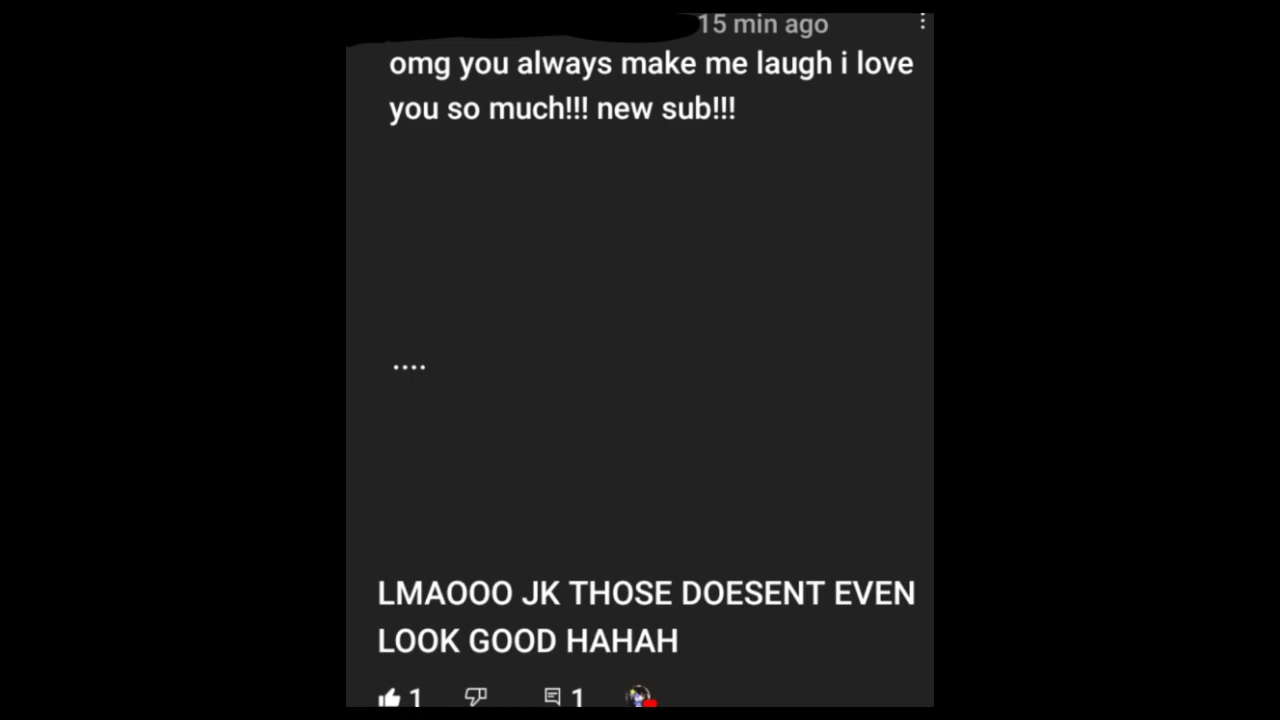 15 min ago
omg you always make me laugh i love
you so much!!! new sub!!!
....
LMAOOO JK THOSE DOESENT EVEN
LOOK GOOD HAHAH
1 1